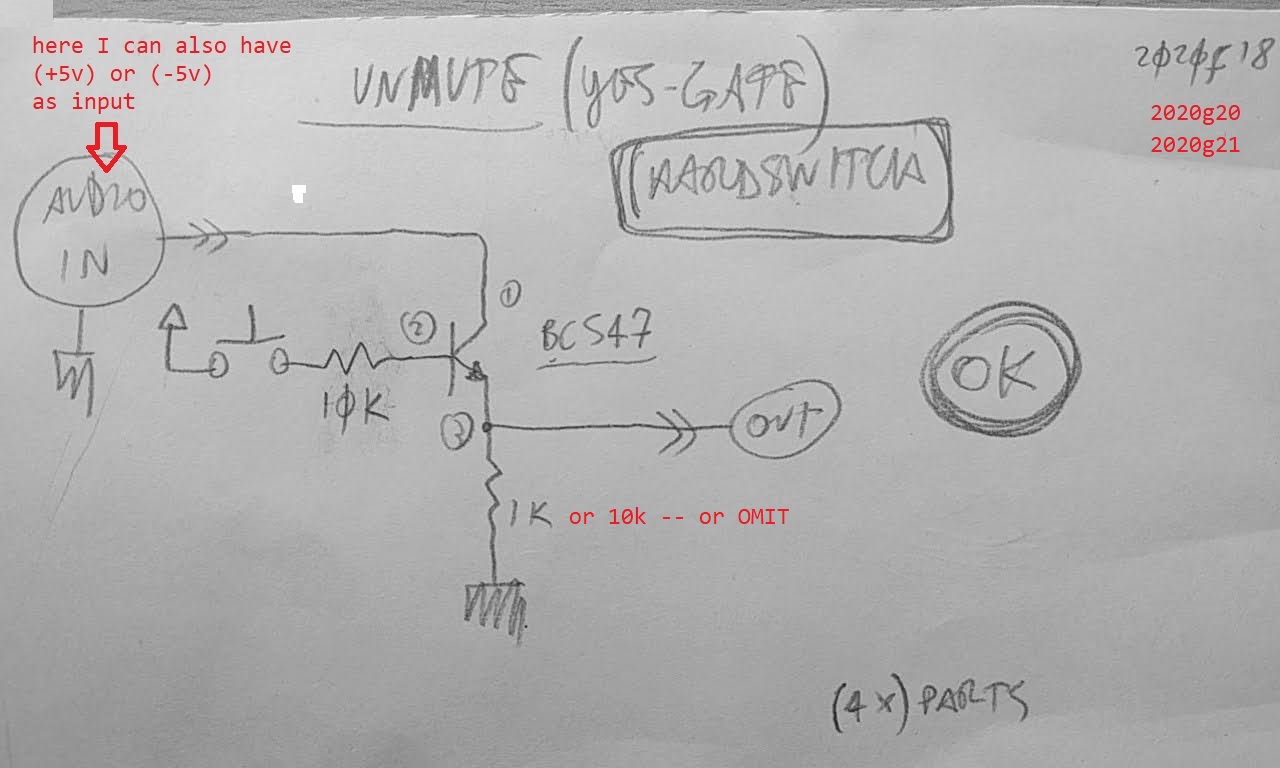 here I can also have
(+5v) or (-5v)
as input
UNMUTE (YES-GATE)
HARDSWITCH
2020f18
2020g20
2020g21
AUDIO
IN
1
2
BC547
10K
3
OUT
OK
1K or 10k -- or OMIT
(4x) PARTS